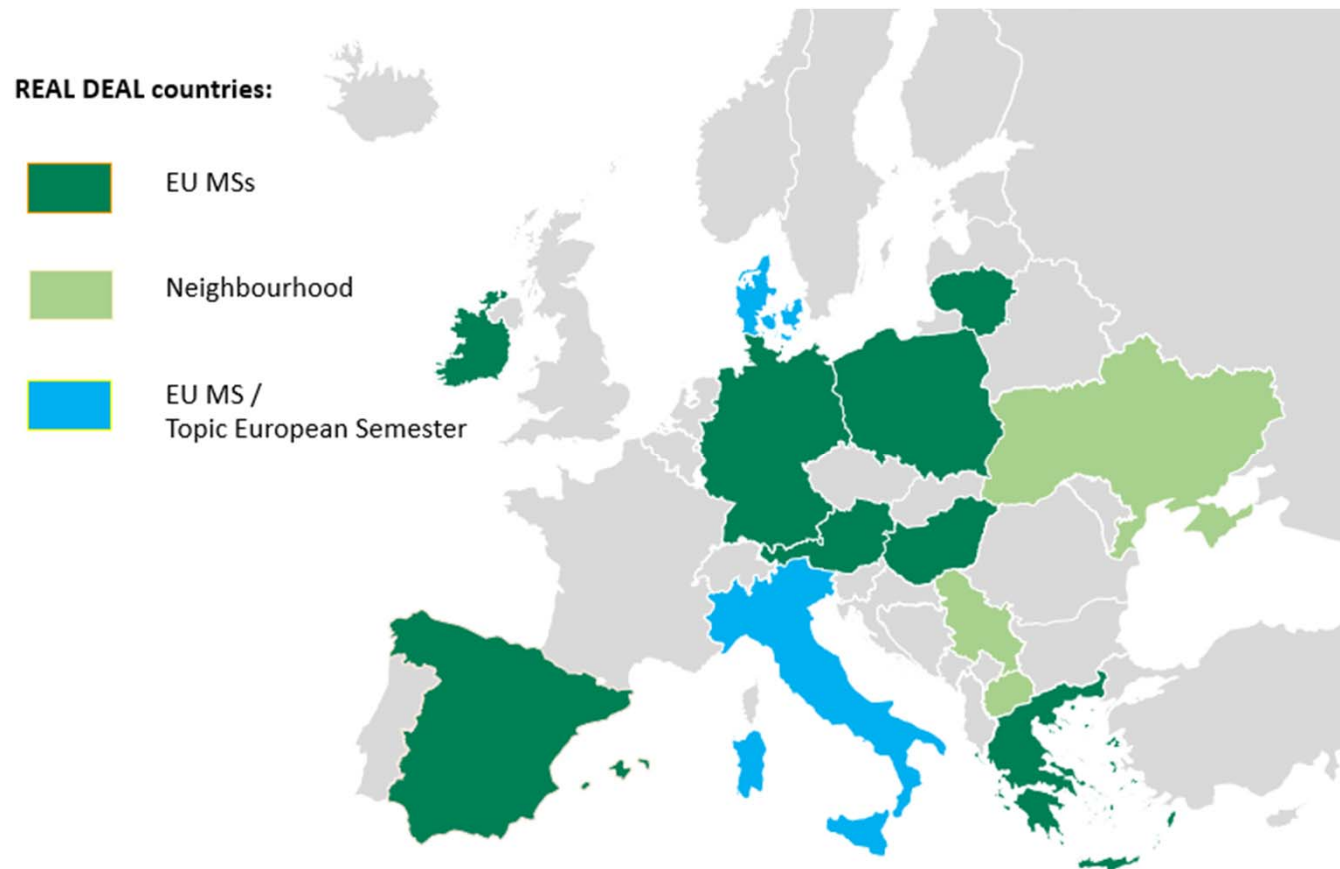 REAL DEAL countries:
EU MSs
Neighbourhood
EU MS /
Topic European Semester